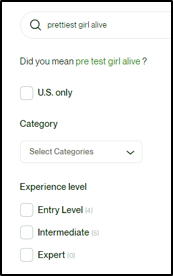 prettiest girl alive
Did you mean pre test girl alive ?
U.S. only
Category
Select Categories
Experience level
Entry Level (4)
Intermediate (5)
Expert (0)